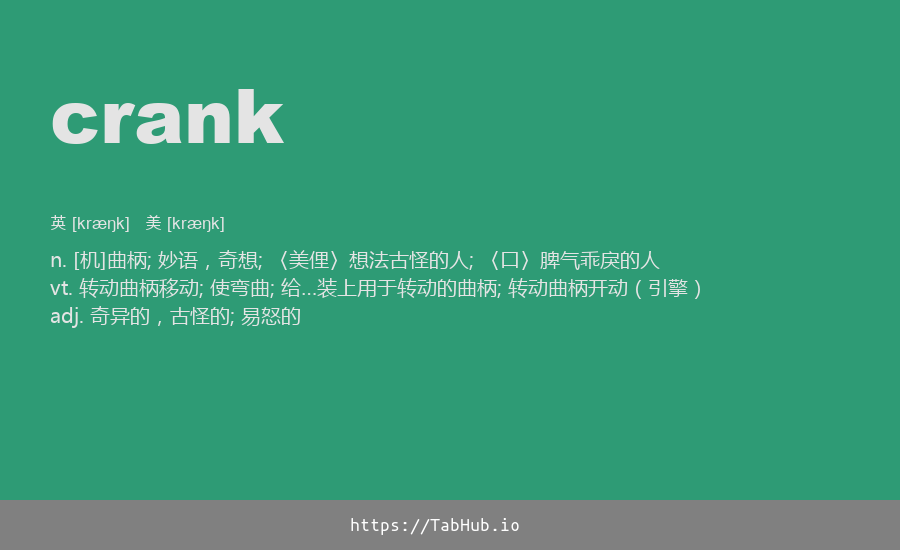 crank
英 [kræŋk]   美 [kræŋk]
n. [机]曲柄; 妙语，奇想; 〈美俚〉想法古怪的人; 〈口〉脾气乖戾的人
vt. 转动曲柄移动; 使弯曲; 给…装上用于转动的曲柄; 转动曲柄开动（引擎）
adj. 奇异的，古怪的; 易怒的
https://TabHub.io